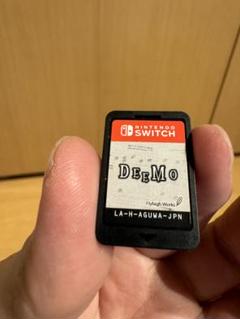 NINTENDO
SWITCH
DEEMO
Flyhigh Works
LA-H-AGUWA-JPN